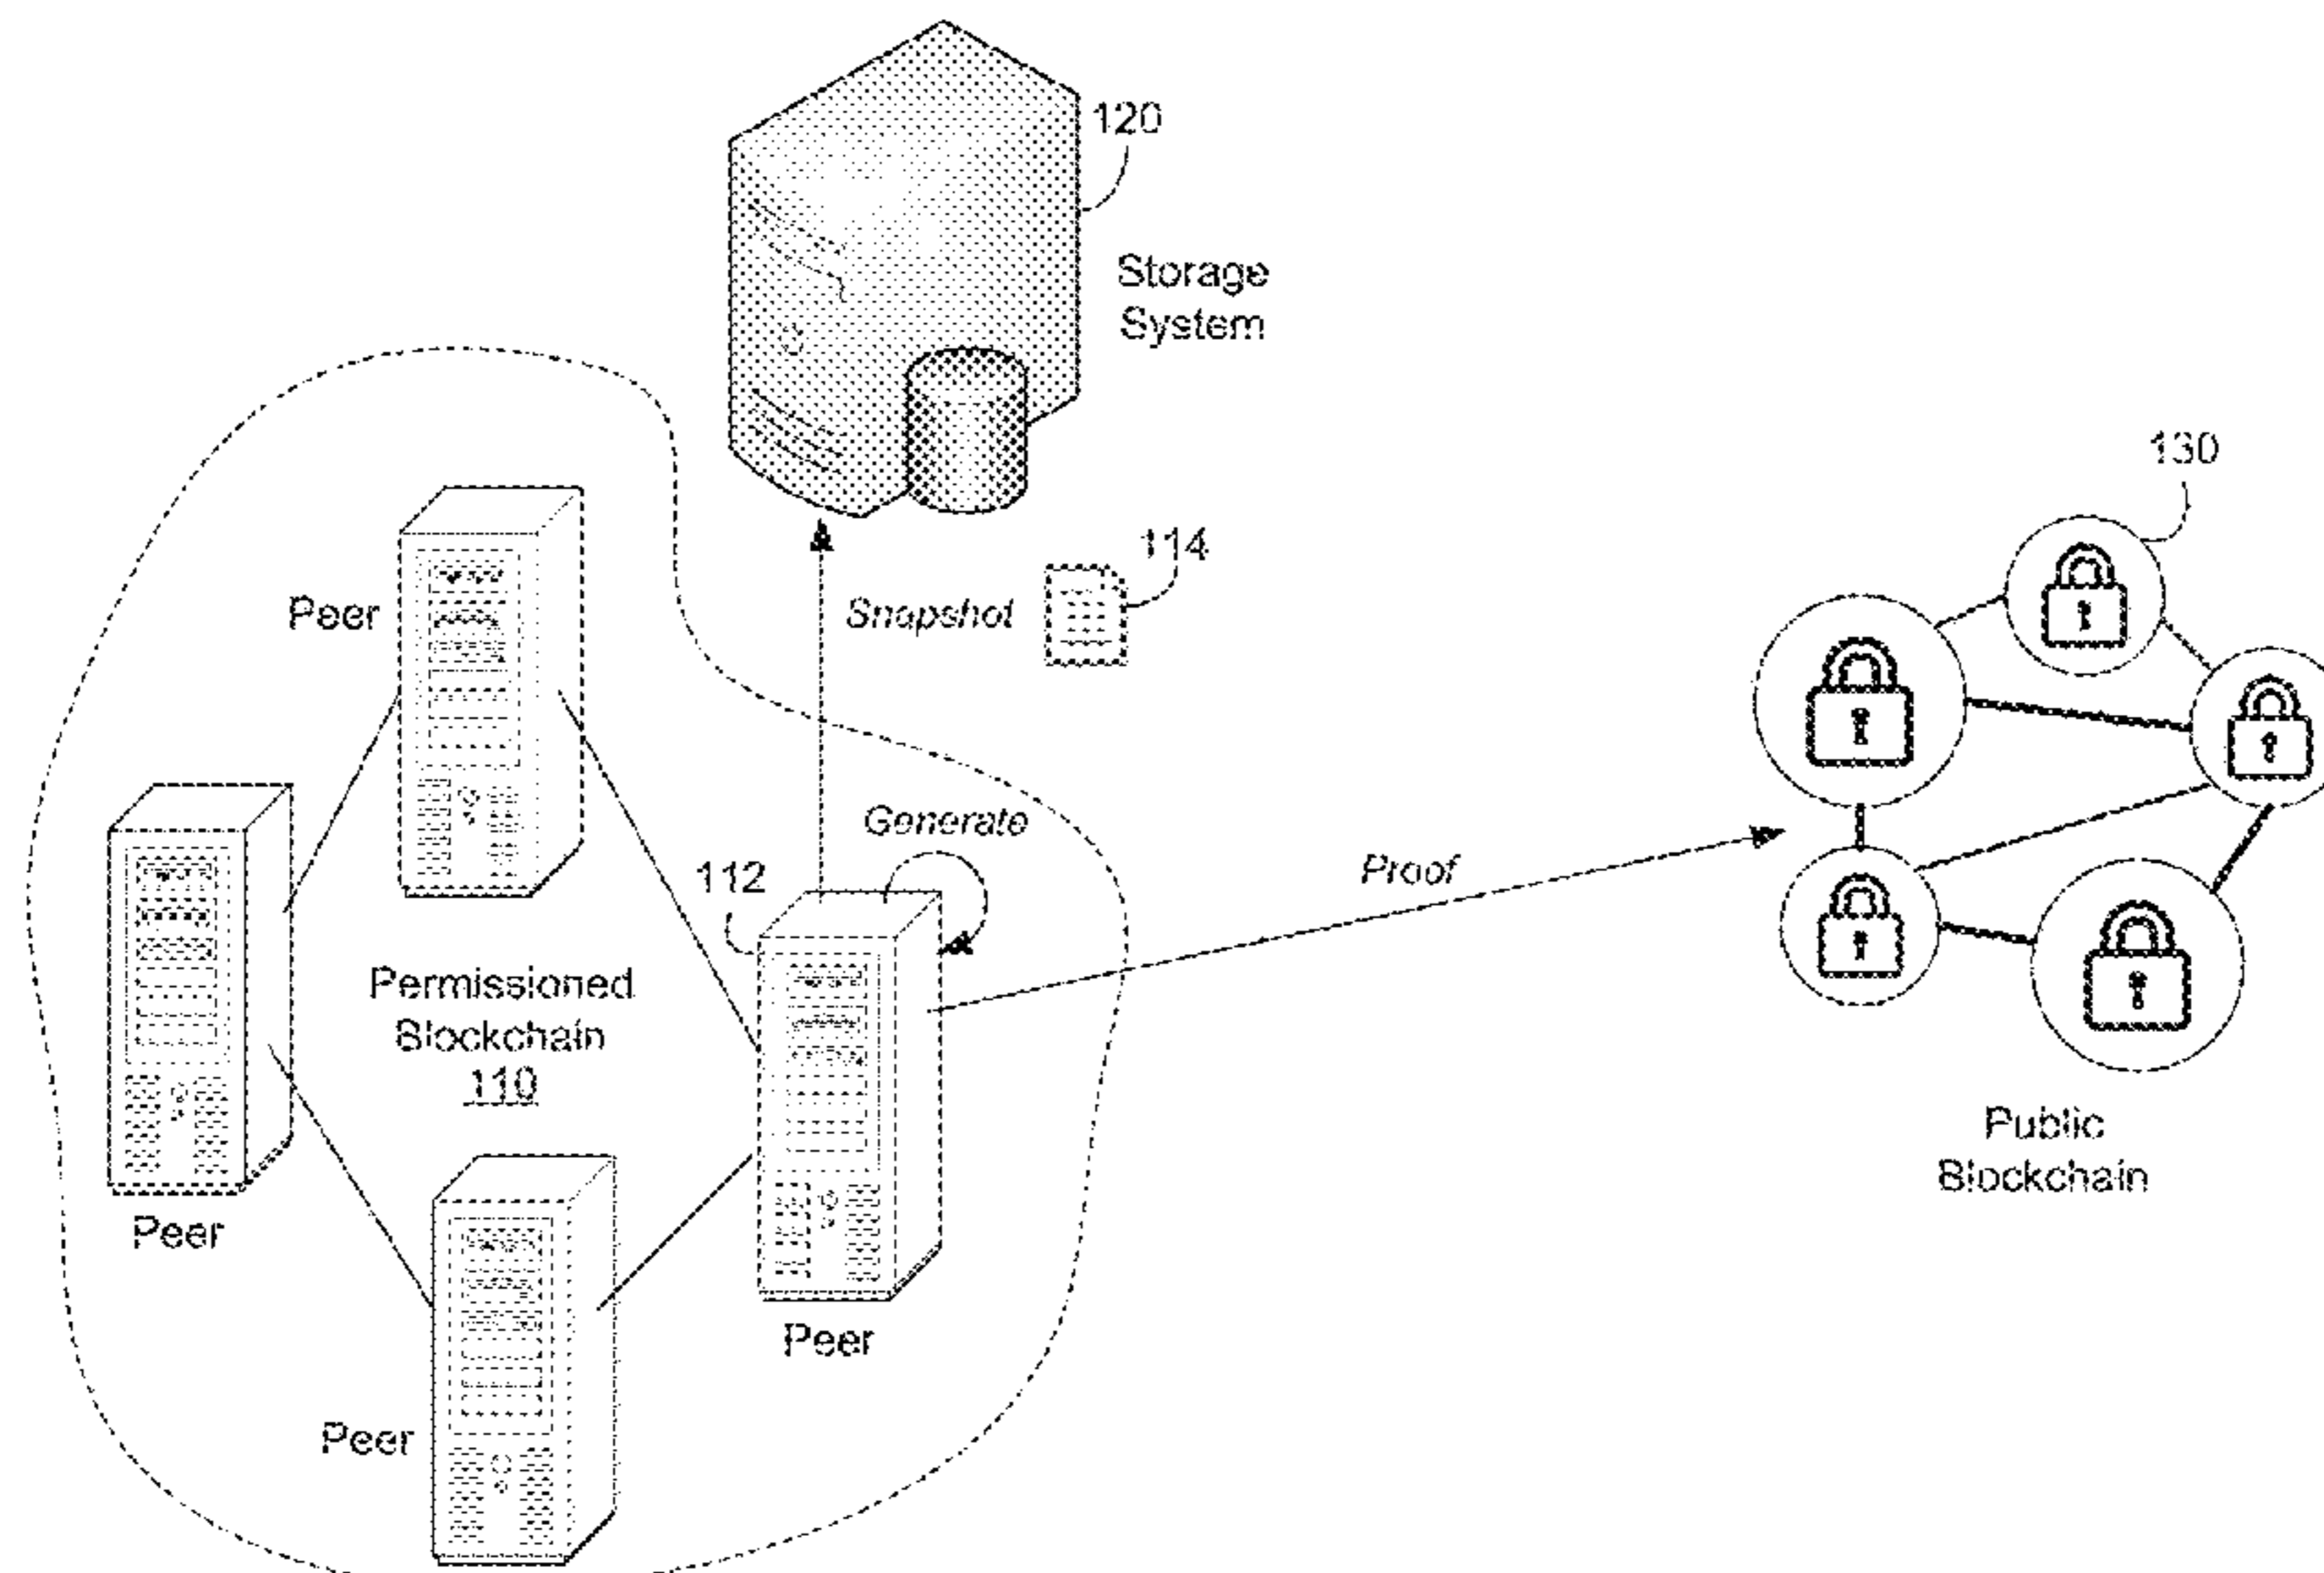 120
Storage
System
130
114
Snapshot
Peer
Generate
112
Proof
Permissioned
Blockchain
110
Public
Blockchain
Peer
Peer
Peer